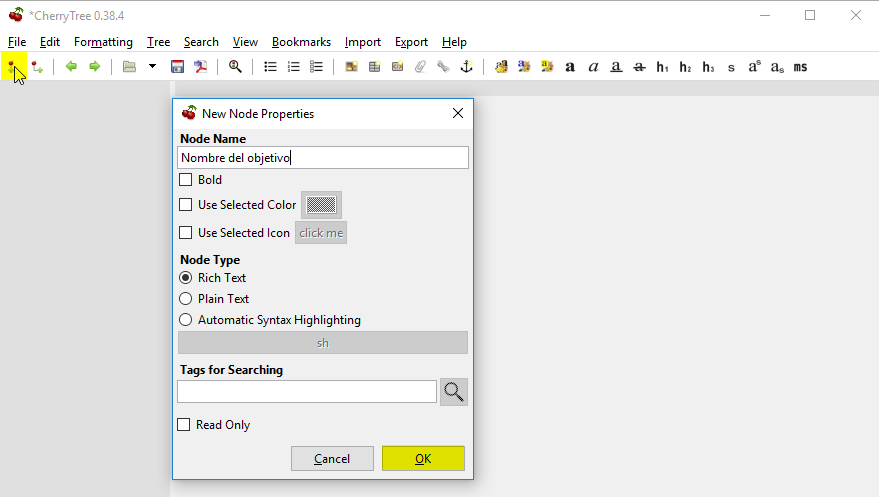 *CherryTree 0.38.4
File Edit Formatting Tree Search View Bookmarks Import Export Help
a a a a h1 h2 h3 s as as ms
New Node Properties
Node Name
Nombre del objetivo
Bold
Use Selected Color
Use Selected Icon click me
Node Type
Rich Text
Plain Text
Automatic Syntax Highlighting
sh
Tags for Searching
Read Only
Cancel OK